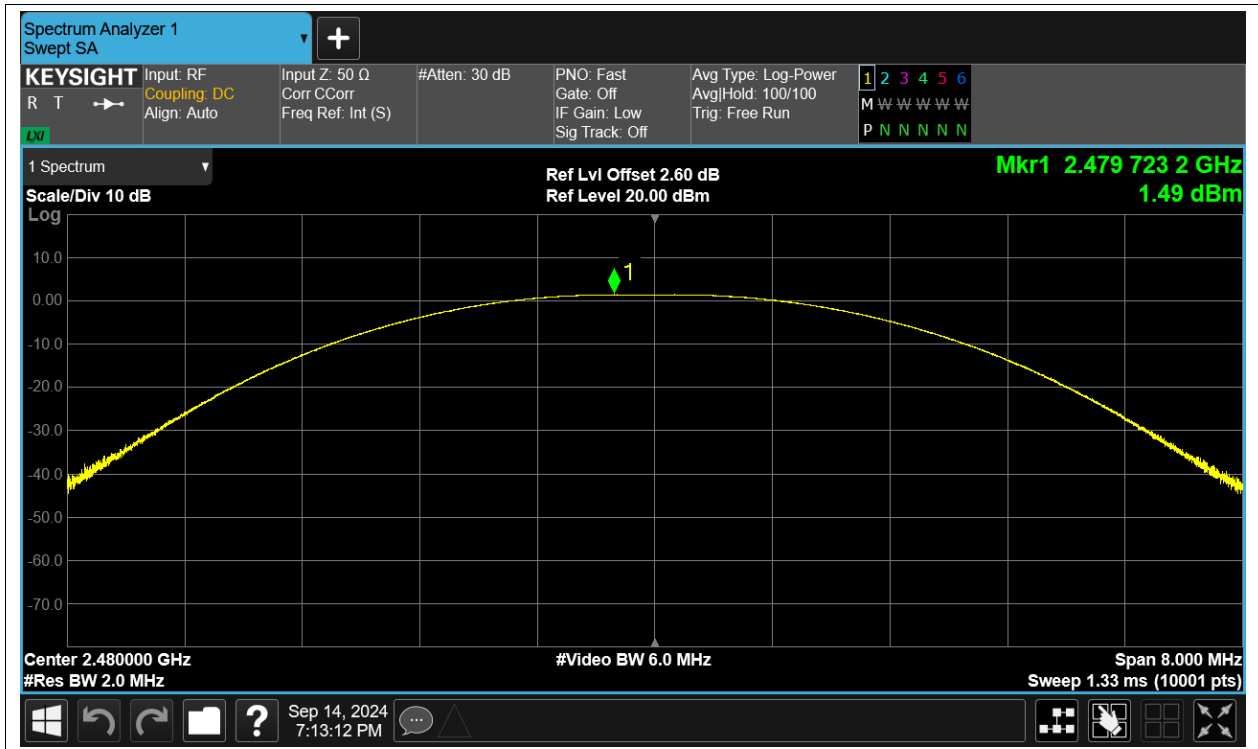 Spectrum Analyzer 1
Swept SA
KEYSIGHT
R T
LXI
Input: RF
Coupling: DC
Align: Auto
Input Z: 50 Ω
Corr CCorr
Freq Ref: Int (S)
#Atten: 30 dB
PNO: Fast
Gate: Off
IF Gain: Low
Sig Track: Off
Avg Type: Log-Power
Avg|Hold: 100/100
Trig: Free Run
1 2 3 4 5 6
M W W W W W
P N N N N N
1 Spectrum
Scale/Div 10 dB
Log
Ref Lvl Offset 2.60 dB
Ref Level 20.00 dBm
Mkr1 2.479 723 2 GHz
1.49 dBm
1
10.0
0.00
-10.0
-20.0
-30.0
-40.0
-50.0
-60.0
-70.0
Center 2.480000 GHz
#Res BW 2.0 MHz
#Video BW 6.0 MHz
Span 8.000 MHz
Sweep 1.33 ms (10001 pts)
?
Sep 14, 2024
7:13:12 PM